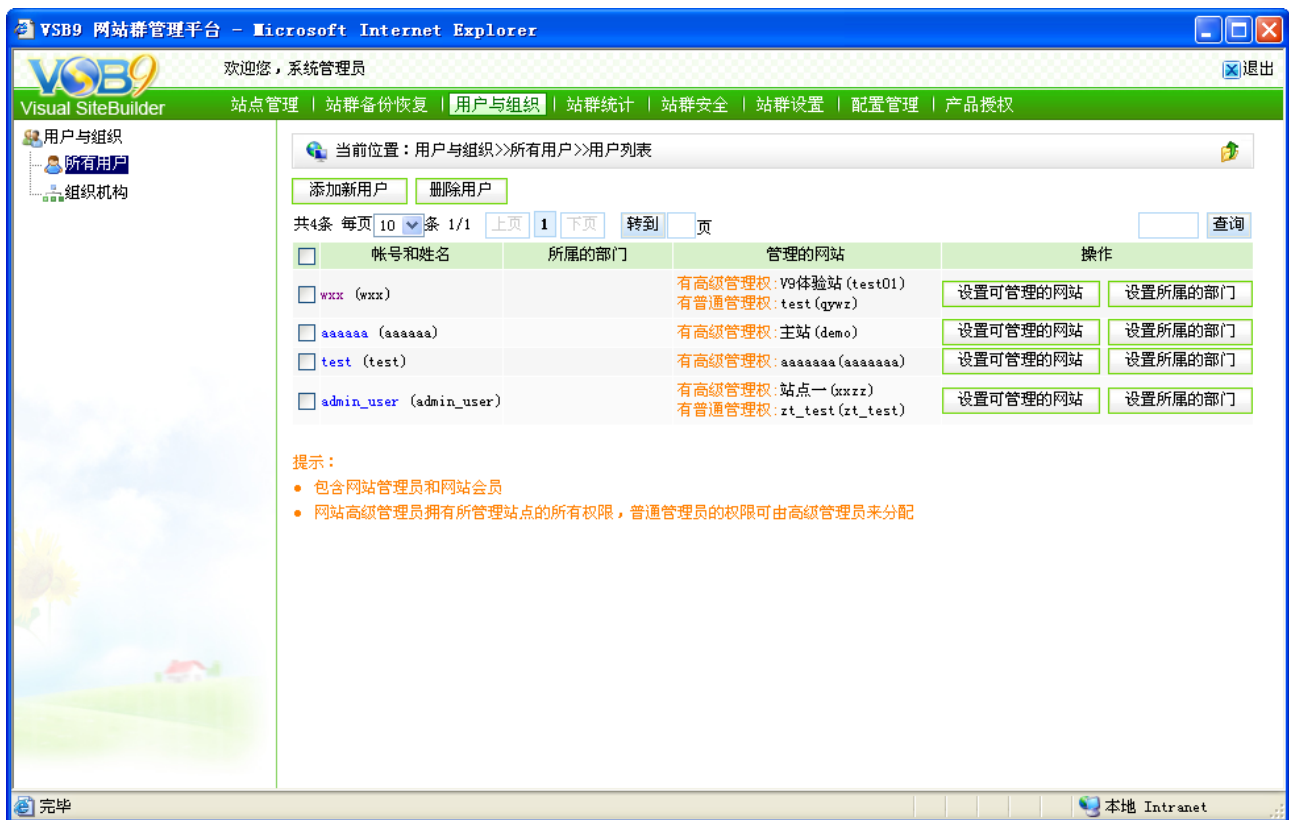 VSB9 网站群管理平台 - Microsoft Internet Explorer
VSB9
Visual SiteBuilder
欢迎您，系统管理员
退出
站点管理 | 站群备份恢复 | 用户与组织 | 站群统计 | 站群安全 | 站群设置 | 配置管理 | 产品授权
用户与组织
所有用户
组织机构
当前位置：用户与组织>>所有用户>>用户列表
添加新用户 删除用户
共4条 每页 10 条 1/1 上页 1 下页 转到 页 查询
帐号和姓名 所属的部门 管理的网站 操作
wxx (wxx) 有高级管理权:V9体验站(test01) 设置可管理的网站 设置所属的部门
有普通管理权:test(qywz)
aaaaaa (aaaaaa) 有高级管理权:主站(demo) 设置可管理的网站 设置所属的部门
test (test) 有高级管理权:aaaaaaa(aaaaaaa) 设置可管理的网站 设置所属的部门
admin_user (admin_user) 有高级管理权:站点一(xxzz) 设置可管理的网站 设置所属的部门
有普通管理权:zt_test(zt_test)
提示：
● 包含网站管理员和网站会员
● 网站高级管理员拥有所管理站点的所有权限，普通管理员的权限可由高级管理员来分配
完毕
本地 Intranet